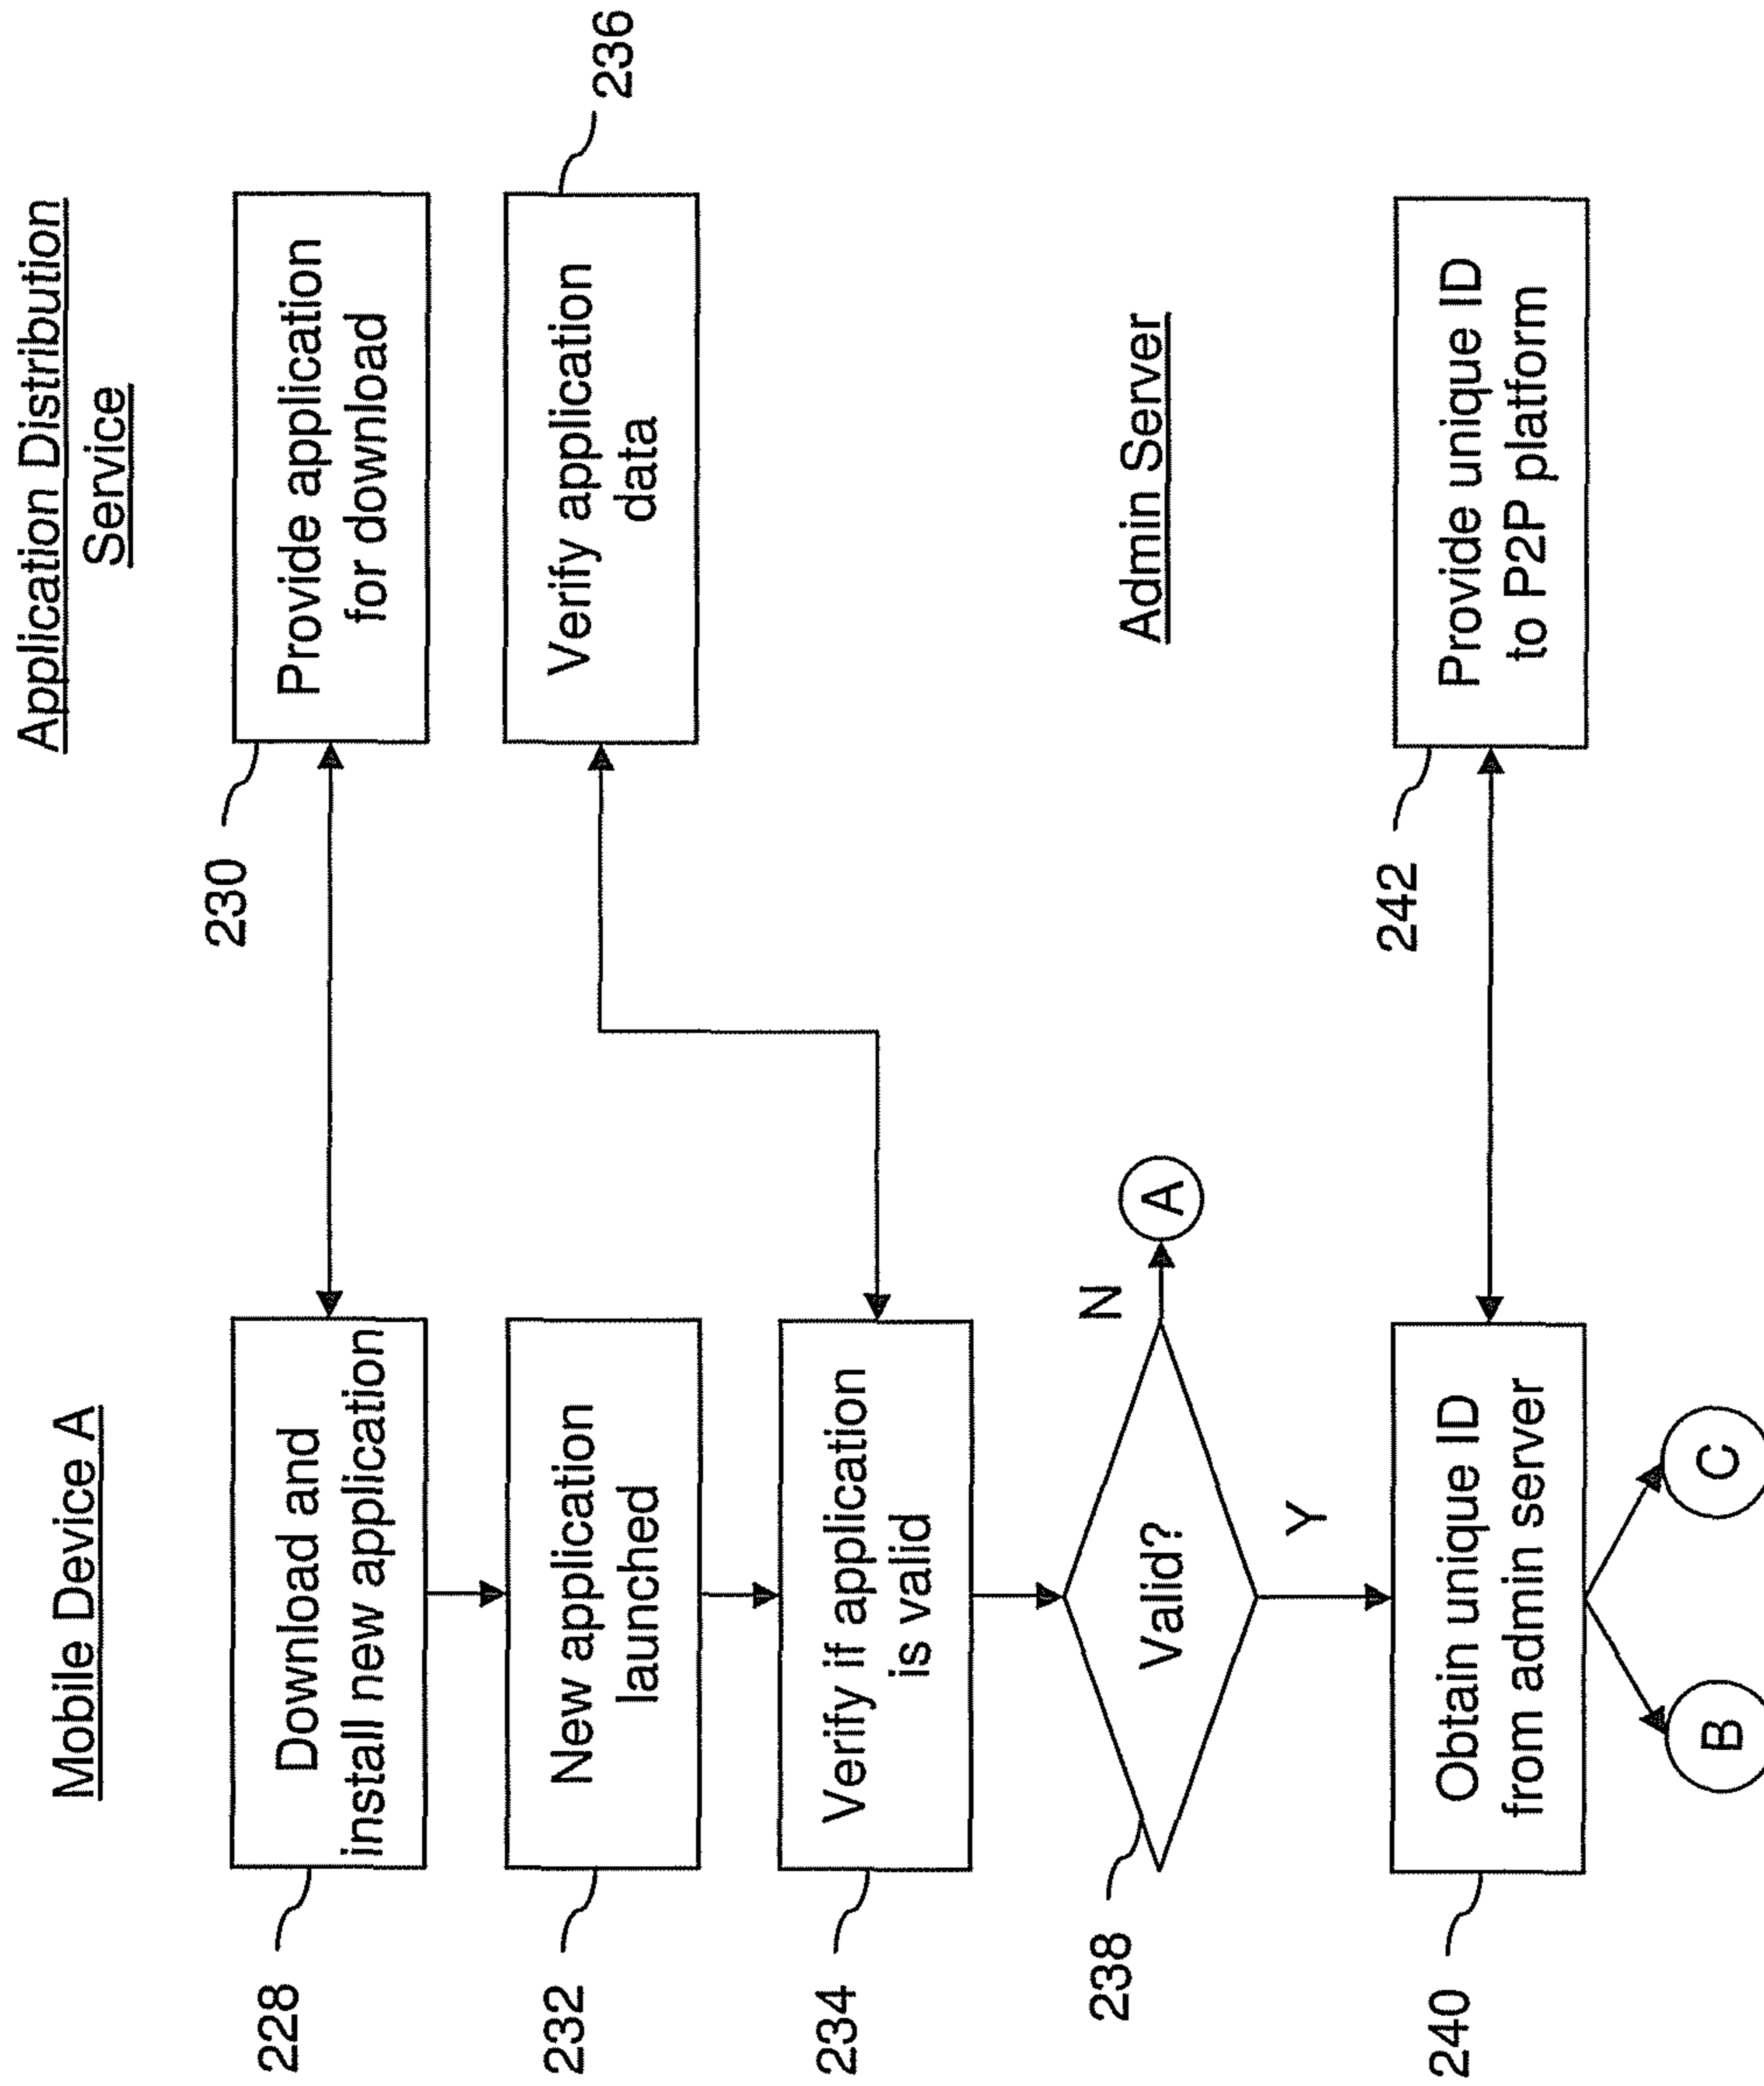 Mobile Device A
Application Distribution
Service
228
Download and
install new application
230
Provide application
for download
232
New application
launched
234
Verify if application
is valid
Verify application
data
236
238
Valid?
N
A
Y
Admin Server
240
Obtain unique ID
from admin server
242
Provide unique ID
to P2P platform
B
C